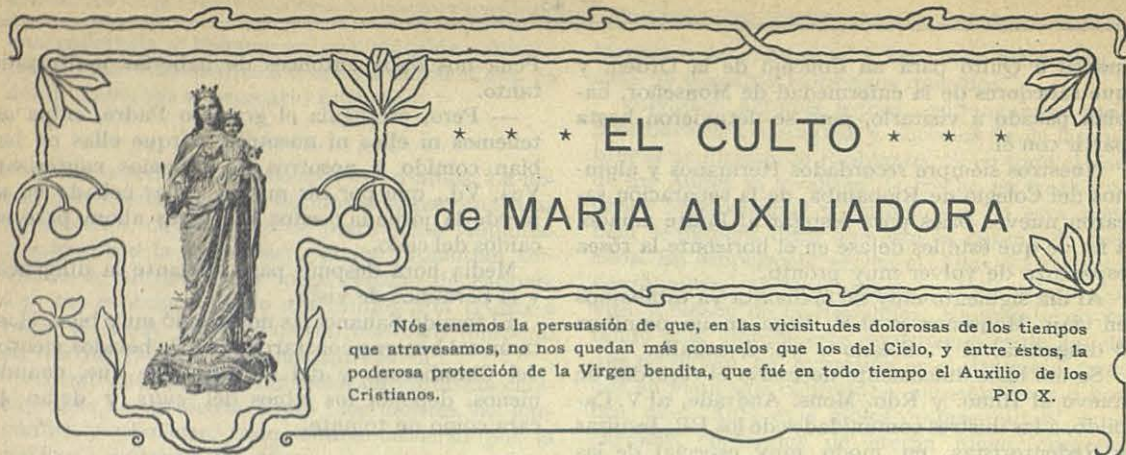 * * * EL CULTO * * *
de MARIA AUXILIADORA
Nós tenemos la persuasión de que, en las vicisitudes dolorosas de los tiempos
que atravesamos, no nos quedan más consuelos que los del Cielo, y entre éstos, la
poderosa protección de la Virgen bendita, que fué en todo tiempo el Auxilio de los
Cristianos. PIO X.